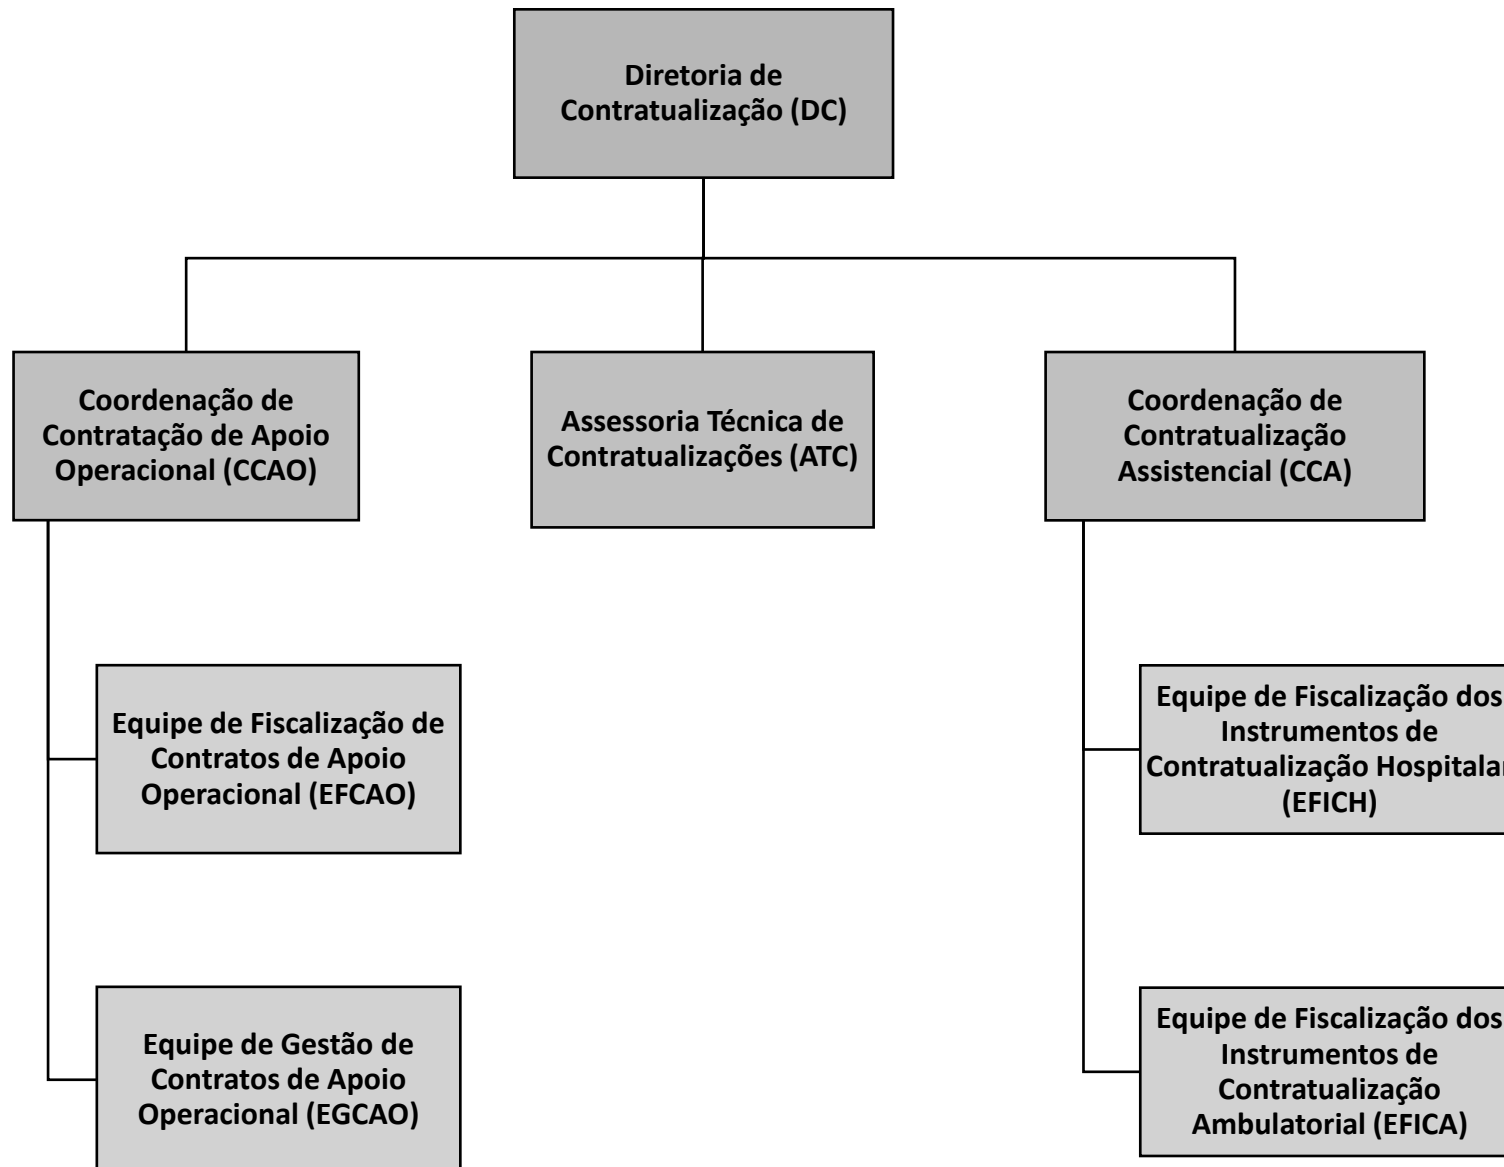 Diretoria de
Contratualização (DC)
Coordenação de
Contratação de Apoio
Operacional (CCAO)
Assessoria Técnica de
Contratualizações (ATC)
Coordenação de
Contratualização
Assistencial (CCA)
Equipe de Fiscalização de
Contratos de Apoio
Operacional (EFCAO)
Equipe de Fiscalização dos
Instrumentos de
Contratualização Hospitalar
(EFICH)
Equipe de Gestão de
Contratos de Apoio
Operacional (EGCAO)
Equipe de Fiscalização dos
Instrumentos de
Contratualização
Ambulatorial (EFICA)